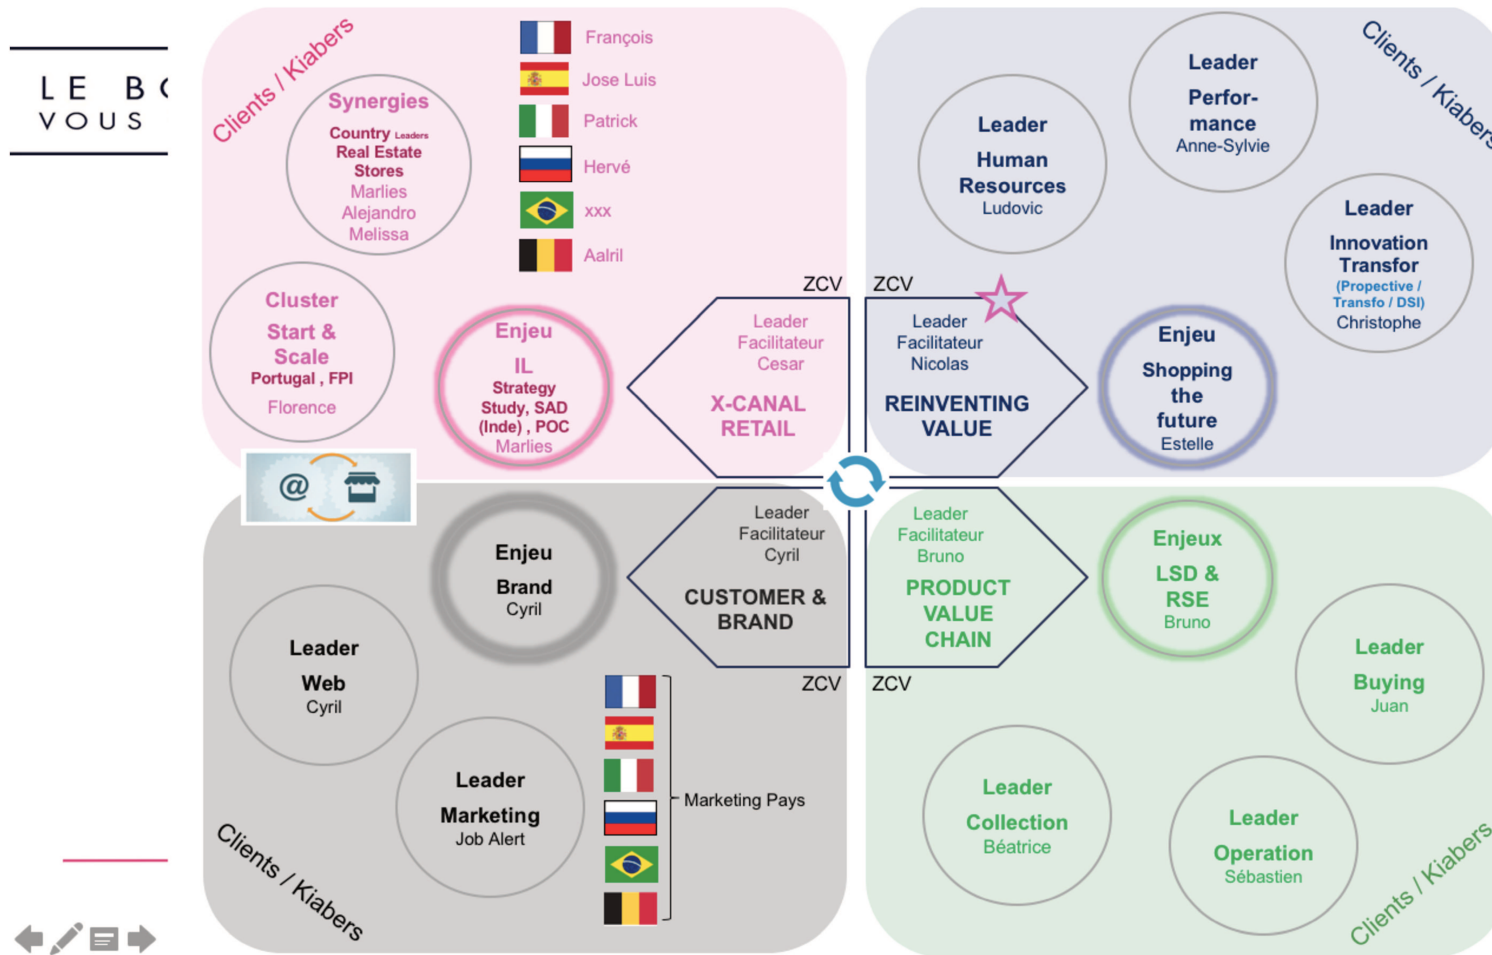 LE BO
VOUS
Clients / Kiabers
Synergies
Country Leaders
Real Estate
Stores
Marlies
Alejandro
Melissa
François
Jose Luis
Patrick
Hervé
xxx
Aalril
Cluster
Start &
Scale
Portugal , FPI
Florence
Enjeu
IL
Strategy
Study, SAD
(Inde) , POC
Marlies
ZCV
Leader
Facilitateur
Cesar
X-CANAL
RETAIL
@
Clients / Kiabers
Leader
Human
Resources
Ludovic
Leader
Perfor-
mance
Anne-Sylvie
Leader
Innovation
Transfor
(Propective /
Transfo / DSI)
Christophe
ZCV
Leader
Facilitateur
Nicolas
REINVENTING
VALUE
Enjeu
Shopping
the
future
Estelle
Enjeu
Brand
Cyril
Leader
Facilitateur
Cyril
CUSTOMER &
BRAND
ZCV
Leader
Web
Cyril
Leader
Marketing
Job Alert
Marketing Pays
Clients / Kiabers
Leader
Facilitateur
Bruno
PRODUCT
VALUE
CHAIN
ZCV
Enjeux
LSD &
RSE
Bruno
Leader
Buying
Juan
Leader
Collection
Béatrice
Leader
Operation
Sébastien
Clients / Kiabers